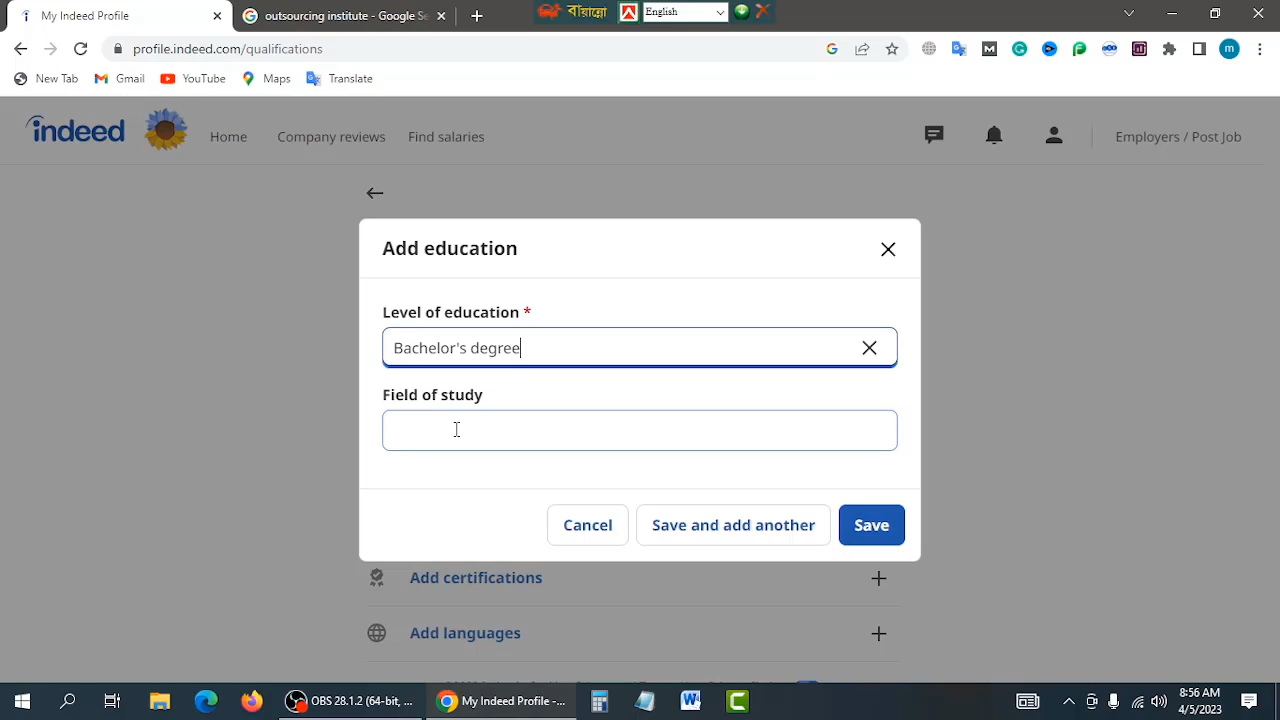 My Indeed Profile
outstanding institute of business
বাঁয়ান্নো
English
profile.indeed.com/qualifications
m
New Tab
Gmail
YouTube
Maps
Translate
indeed
Home
Company reviews
Find salaries
Employers / Post Job
Add education
Level of education *
Bachelor's degree
Field of study
Cancel
Save and add another
Save
Add certifications
Add languages
OBS 28.1.2 (64-bit, ...
My Indeed Profile - ...
8:56 AM
4/5/2023